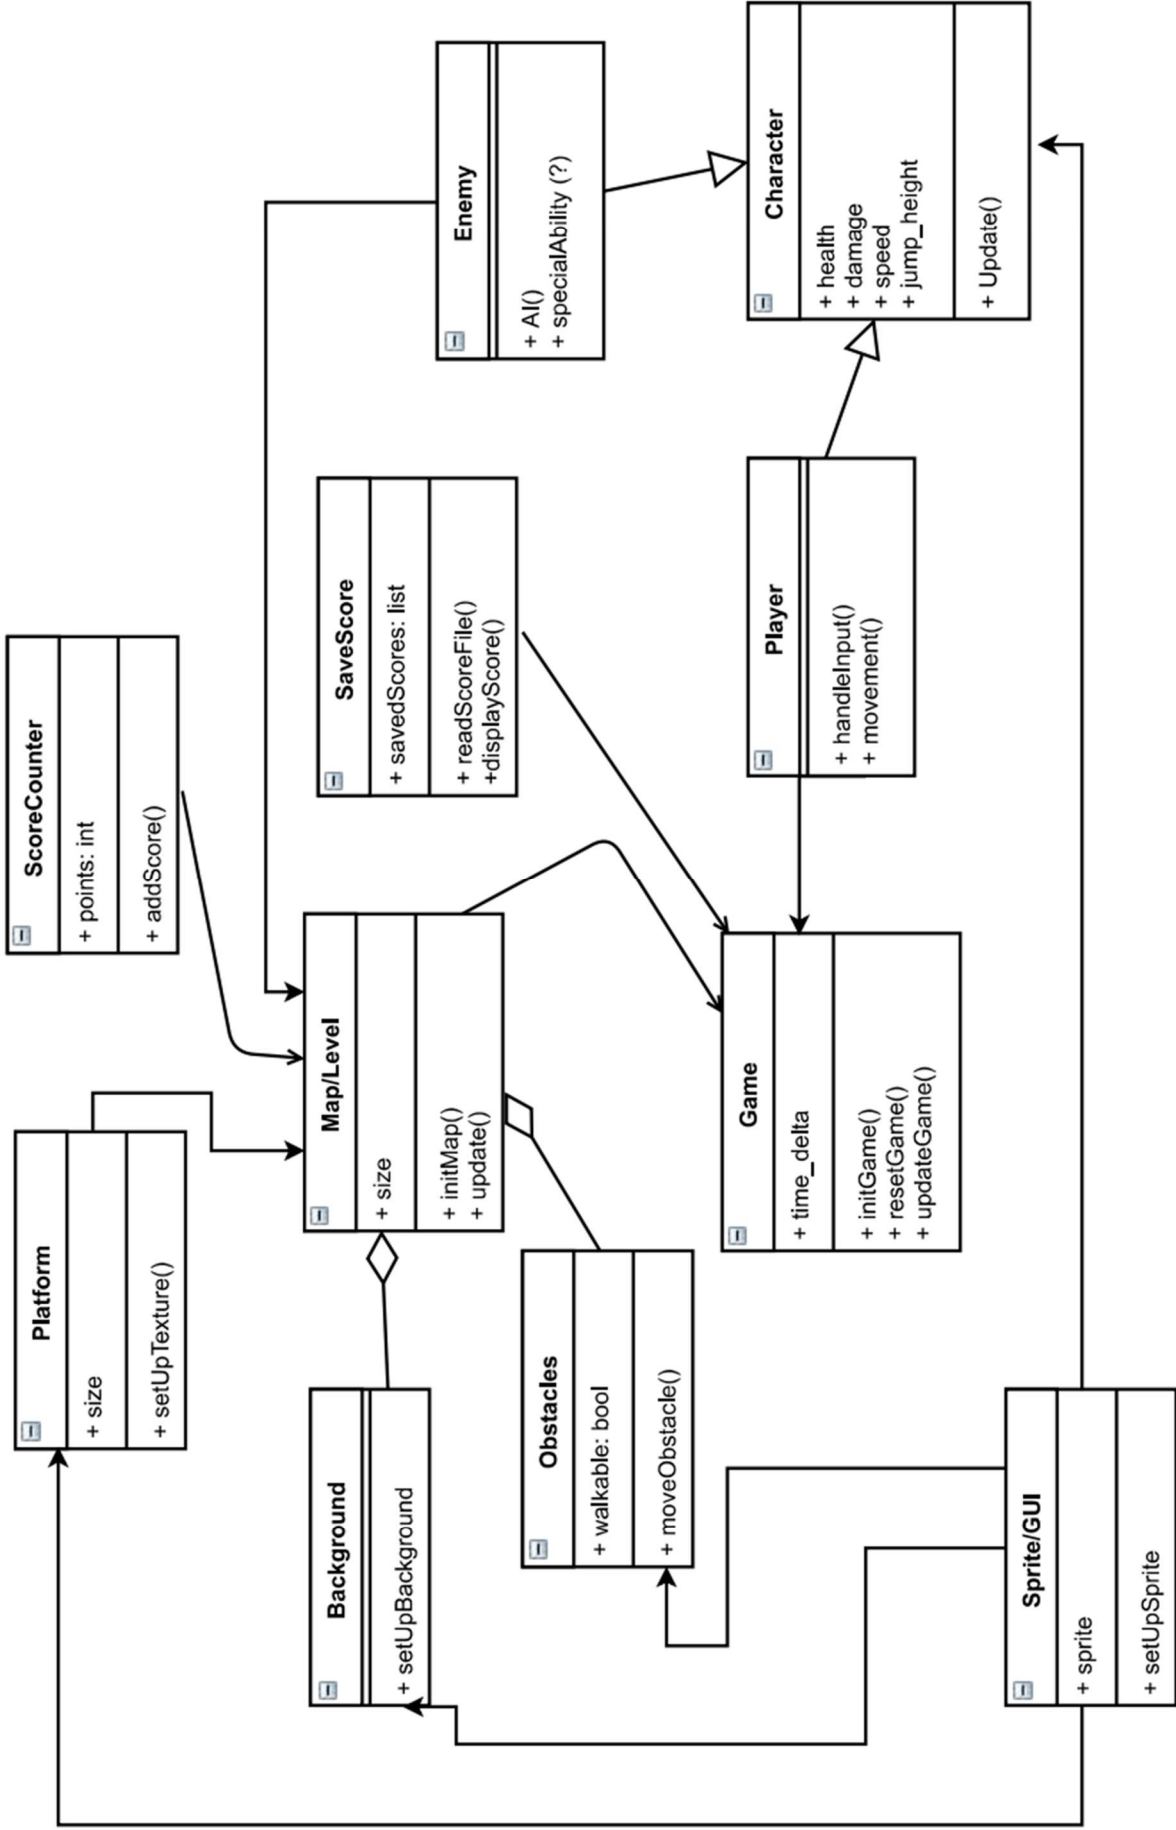 Platform
+ size
+ setUpTexture()
ScoreCounter
+ points: int
+ addScore()
Background
+ setUpBackground
Map/Level
+ size
+ initMap()
+ update()
SaveScore
+ savedScores: list
+ readScoreFile()
+displayScore()
Enemy
+ AI()
+ specialAbility (?)
Obstacles
+ walkable: bool
+ moveObstacle()
Game
+ time_delta
+ initGame()
+ resetGame()
+ updateGame()
Player
+ handleInput()
+ movement()
Character
+ health
+ damage
+ speed
+ jump_height
+ Update()
Sprite/GUI
+ sprite
+ setUpSprite